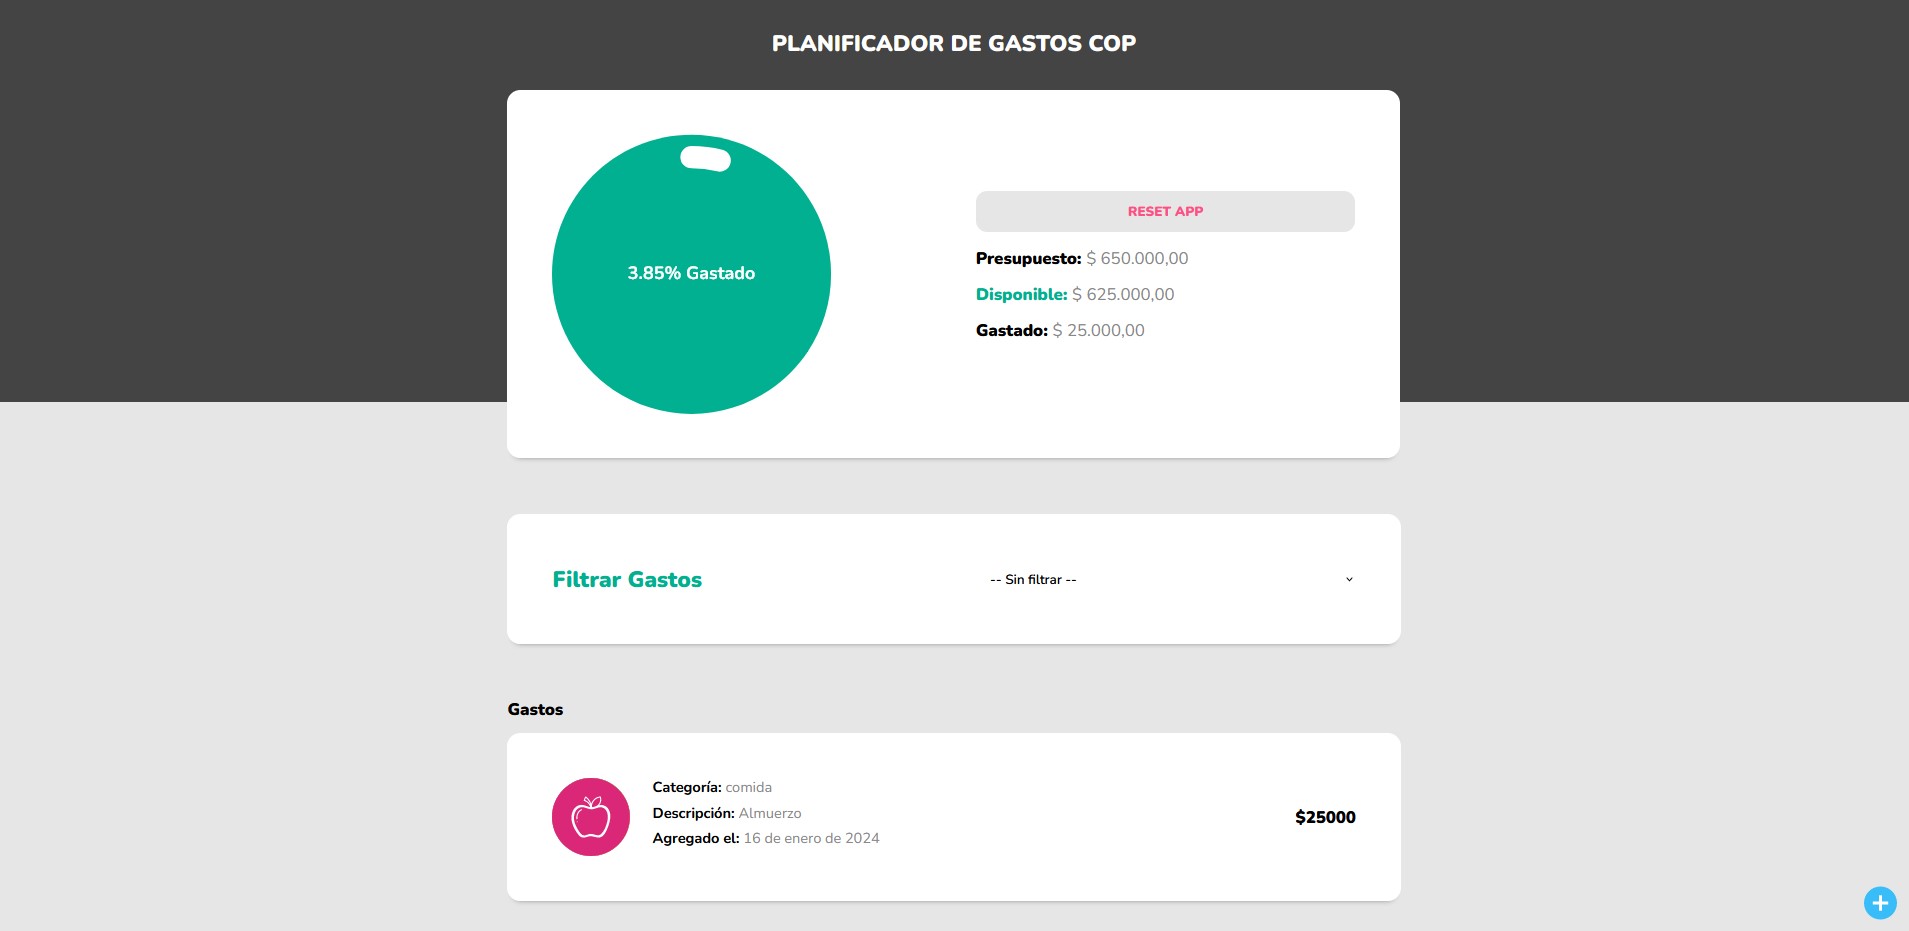 PLANIFICADOR DE GASTOS COP
3.85% Gastado
RESET APP
Presupuesto: $ 650.000,00
Disponible: $ 625.000,00
Gastado: $ 25.000,00
Filtrar Gastos
-- Sin filtrar --
Gastos
Categoría: comida
Descripción: Almuerzo
Agregado el: 16 de enero de 2024
$25000